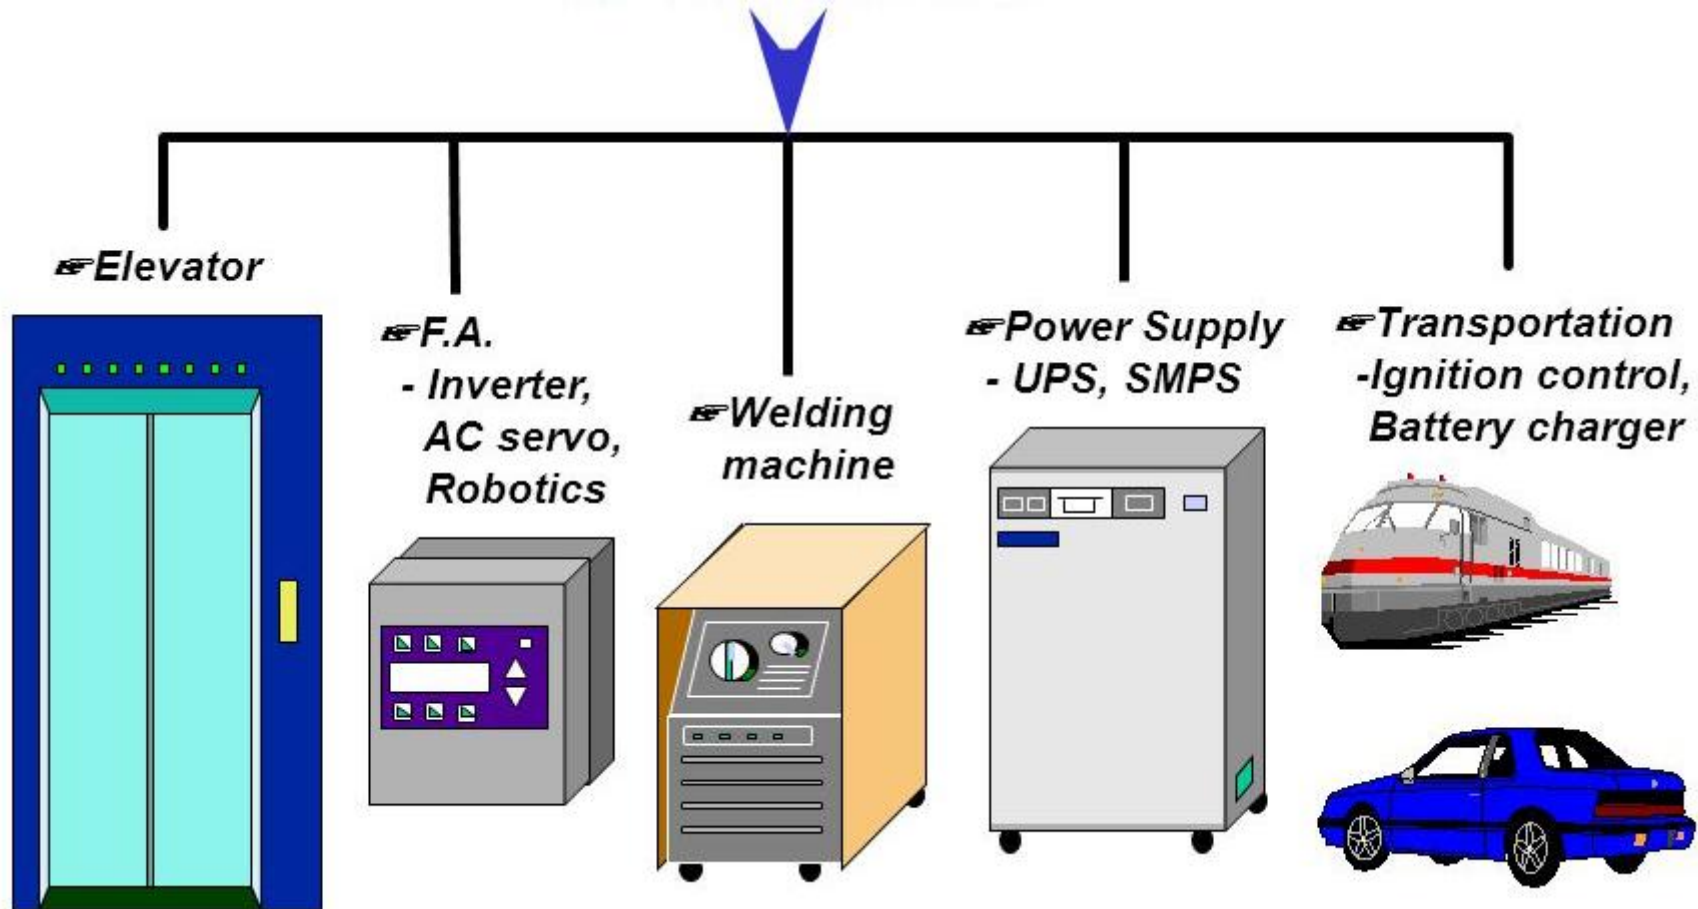 ☞Elevator
☞F.A.
- Inverter,
AC servo,
Robotics
☞Welding
machine
☞Power Supply
- UPS, SMPS
☞Transportation
-Ignition control,
Battery charger